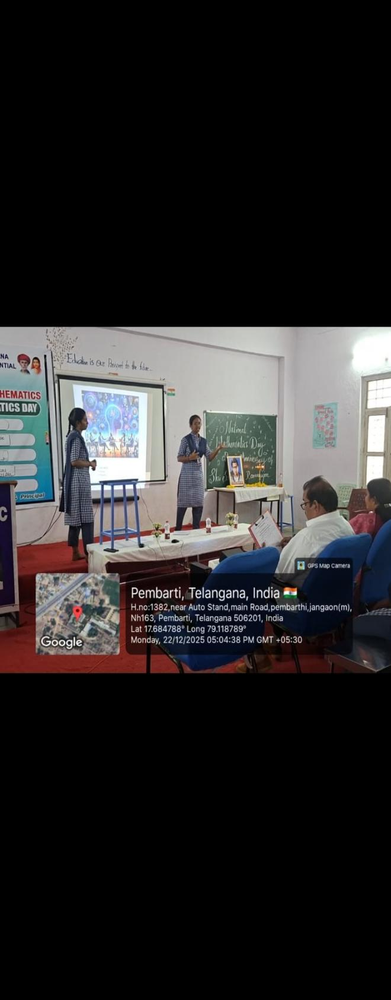 NA
NTIAL
HEMATICS
TICS DAY
Principal
C
Education is Our Passport to the future
AI
National
Mathematics Day
Anniversary of
Shri
Ramanujan
GPS Map Camera
Pembarti, Telangana, India
H.no:1382,near Auto Stand,main Road,pembarthi,jangaon(m),
Nh163, Pembarti, Telangana 506201, India
Lat 17.684788° Long 79.118789°
Monday, 22/12/2025 05:04:38 PM GMT +05:30
Google